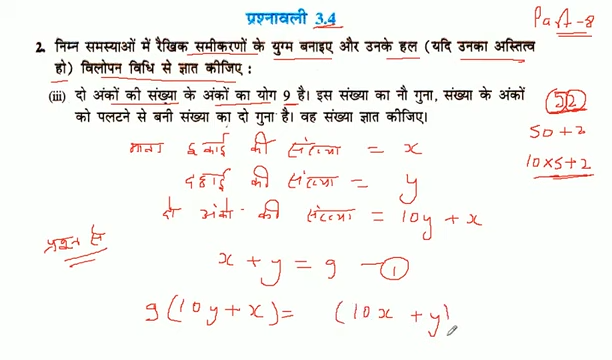 प्रश्नावली 3.4
Part-8
2. निम्न समस्याओं में रैखिक समीकरणों के युग्म बनाइए और उनके हल (यदि उनका अस्तित्व
हो) विलोपन विधि से ज्ञात कीजिए :
(iii) दो अंकों की संख्या के अंकों का योग 9 है। इस संख्या का नौ गुना, संख्या के अंकों
को पलटने से बनी संख्या का दो गुना है। वह संख्या ज्ञात कीजिए।
52
50 + 2
10 × 5 + 2
माना इकाई की संख्या = x
दहाई की संख्या = y
दो अंको की संख्या = 10y + x
प्रश्न से
x + y = 9 — ①
9(10y + x) = (10x + y)